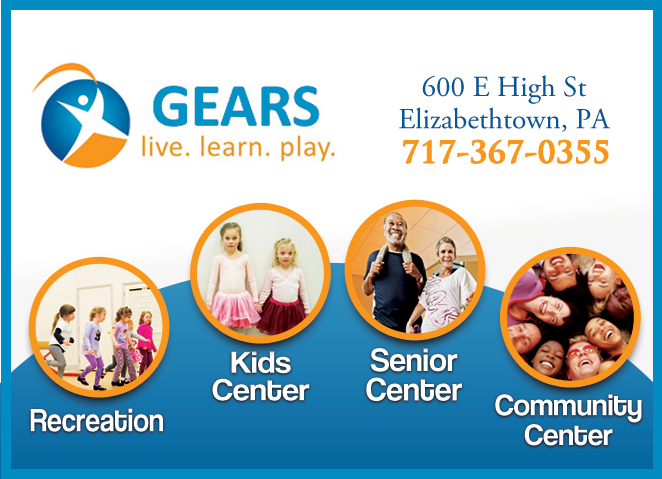 GEARS
live. learn. play.
600 E High St
Elizabethtown, PA
717-367-0355
Recreation
Kids
Center
Senior
Center
Community
Center